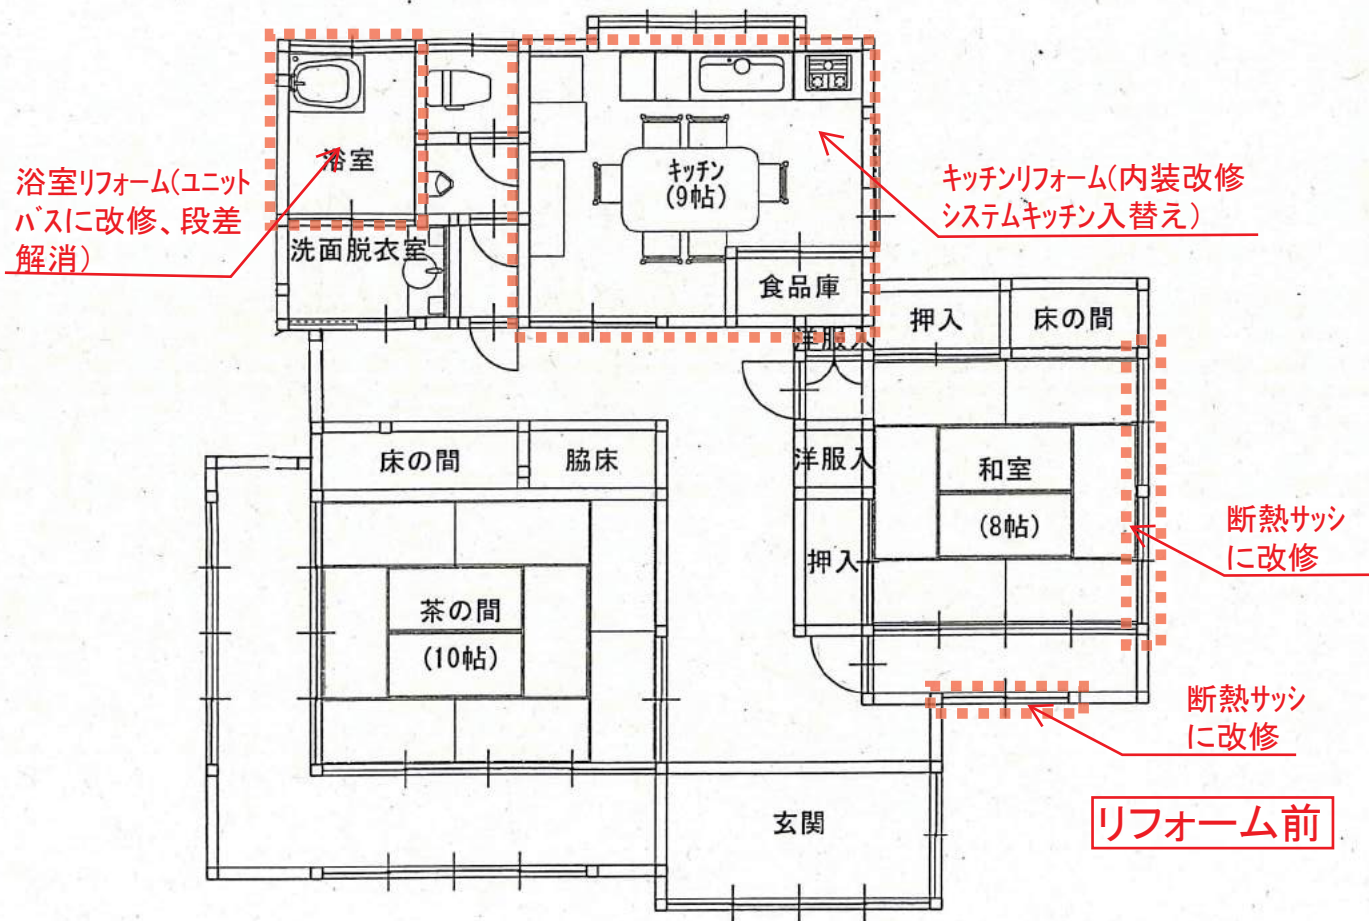 浴室
キッチン
(9帖)
浴室リフォーム(ユニット
バスに改修、段差
解消)
キッチンリフォーム(内装改修
システムキッチン入替え)
洗面脱衣室
食品庫
押入
床の間
洋服入
床の間
脇床
洋服入
和室
(8帖)
断熱サッシ
に改修
押入
茶の間
(10帖)
断熱サッシ
に改修
玄関
リフォーム前